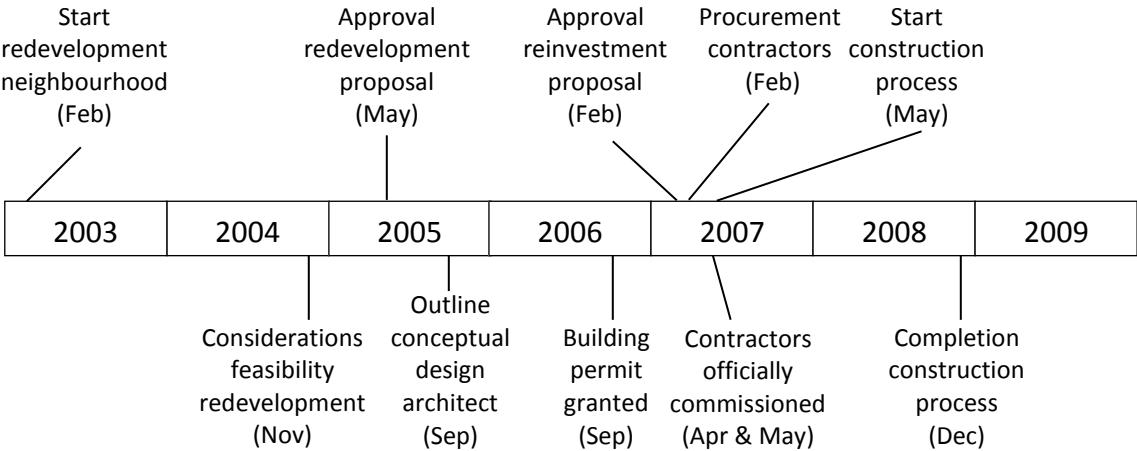 Start
redevelopment
neighbourhood
(Feb)
Approval
redevelopment
proposal
(May)
Approval
reinvestment
proposal
(Feb)
Procurement
contractors
(Feb)
Start
construction
process
(May)
2003
2004
2005
2006
2007
2008
2009
Considerations
feasibility
redevelopment
(Nov)
Outline
conceptual
design
architect
(Sep)
Building
permit
granted
(Sep)
Contractors
officially
commissioned
(Apr & May)
Completion
construction
process
(Dec)